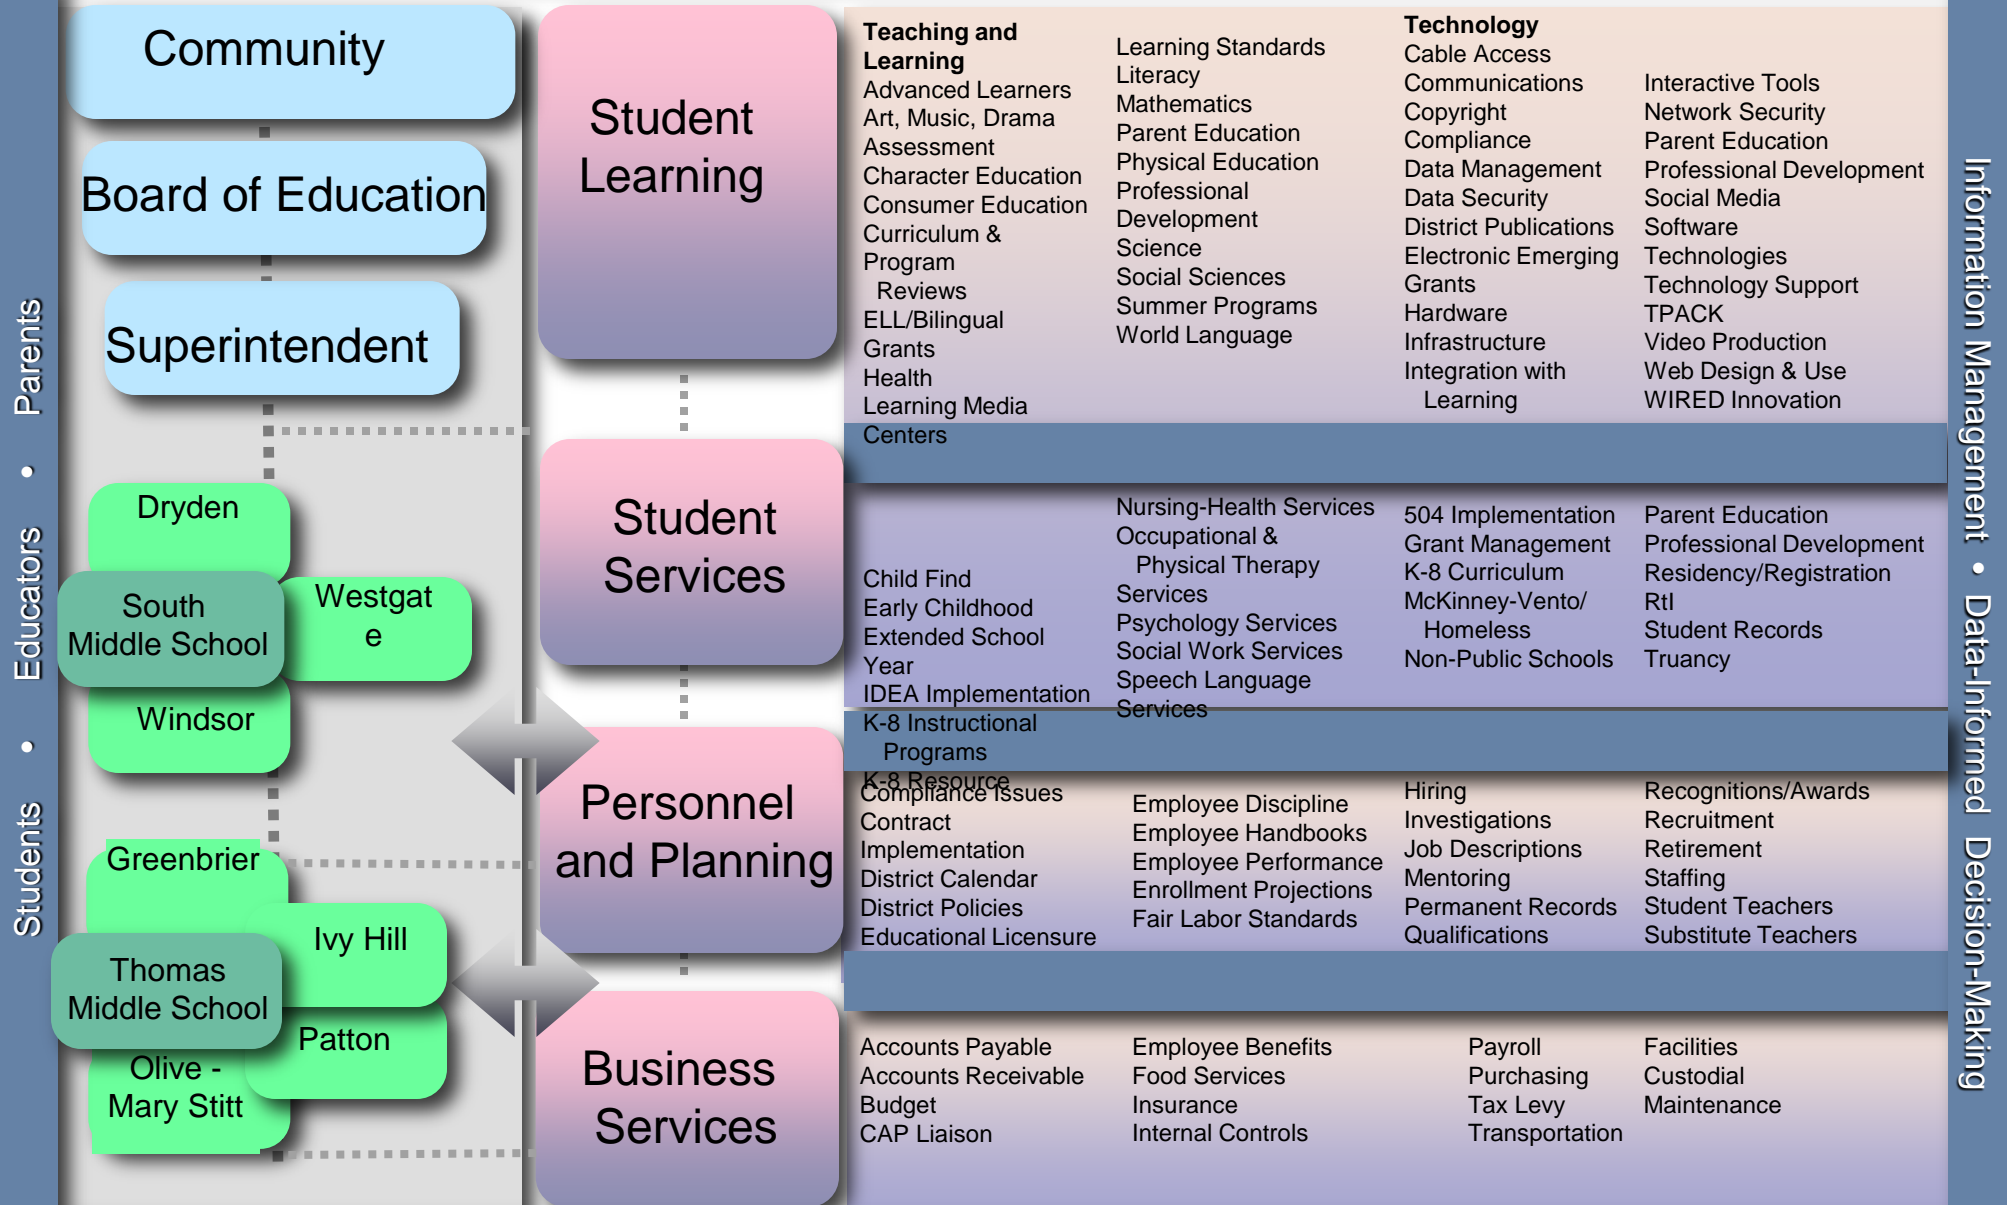 Community
Board of Education
Superintendent
Dryden
South
Middle School
Westgat
e
Windsor
Greenbrier
Ivy Hill
Thomas
Middle School
Patton
Olive -
Mary Stitt
Students • Educators • Parents
Student
Learning
Student
Services
Personnel
and Planning
Business
Services
Teaching and
Learning
Advanced Learners
Art, Music, Drama
Assessment
Character Education
Consumer Education
Curriculum &
Program
Reviews
ELL/Bilingual
Grants
Health
Learning Media
Centers
Learning Standards
Literacy
Mathematics
Parent Education
Physical Education
Professional
Development
Science
Social Sciences
Summer Programs
World Language
Technology
Cable Access
Communications
Copyright
Compliance
Data Management
Data Security
District Publications
Electronic Emerging
Grants
Hardware
Infrastructure
Integration with
Learning
Interactive Tools
Network Security
Parent Education
Professional Development
Social Media
Software
Technologies
Technology Support
TPACK
Video Production
Web Design & Use
WIRED Innovation
Child Find
Early Childhood
Extended School
Year
IDEA Implementation
K-8 Instructional
Programs
K-8 Resource
Nursing-Health Services
Occupational &
Physical Therapy
Services
Psychology Services
Social Work Services
Speech Language
Services
504 Implementation
Grant Management
K-8 Curriculum
McKinney-Vento/
Homeless
Non-Public Schools
Parent Education
Professional Development
Residency/Registration
RtI
Student Records
Truancy
Compliance Issues
Contract
Implementation
District Calendar
District Policies
Educational Licensure
Employee Discipline
Employee Handbooks
Employee Performance
Enrollment Projections
Fair Labor Standards
Hiring
Investigations
Job Descriptions
Mentoring
Permanent Records
Qualifications
Recognitions/Awards
Recruitment
Retirement
Staffing
Student Teachers
Substitute Teachers
Accounts Payable
Accounts Receivable
Budget
CAP Liaison
Employee Benefits
Food Services
Insurance
Internal Controls
Payroll
Purchasing
Tax Levy
Transportation
Facilities
Custodial
Maintenance
Information Management • Data-Informed Decision-Making